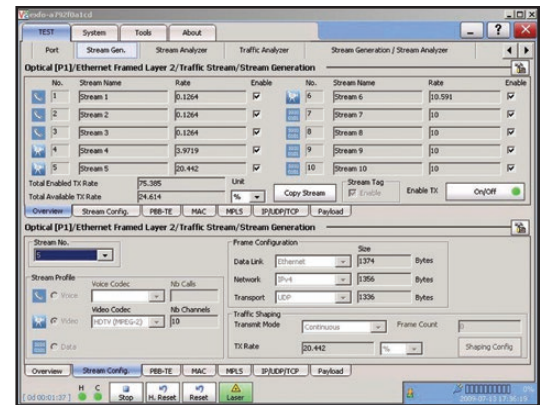 TEST System Tools About
Port Stream Gen. Stream Analyzer Traffic Analyzer Stream Generation / Stream Analyzer
Optical [P1]/Ethernet Framed Layer 2/Traffic Stream/Stream Generation
No. Stream Name Rate Enable No. Stream Name Rate Enable
1 Stream 1 0.1264 6 Stream 6 10.591
2 Stream 2 0.1264 7 Stream 7 10
3 Stream 3 0.1264 8 Stream 8 10
4 Stream 4 3.9719 9 Stream 9 10
5 Stream 5 20.442 10 Stream 10 10
Total Enabled TX Rate 75.385 Unit Stream Tag
Total Available TX Rate 24.614 % Copy Stream Enable Enable TX On/Off
Overview Stream Config. PBB-TE MAC MPLS IP/UDP/TCP Payload
Optical [P1]/Ethernet Framed Layer 2/Traffic Stream/Stream Generation
Stream No. Frame Configuration
5 Size
Data Link Ethernet 1374 Bytes
Stream Profile
Voice Codec Nb Calls Network IPv4 1356 Bytes
Voice
Transport UDP 1336 Bytes
Video Codec Nb Channels Traffic Shaping
Video HDTV (MPEG-2) 10 Transmit Mode Continuous Frame Count 0
Data TX Rate 20.442 % Shaping Config
Overview Stream Config. PBB-TE MAC MPLS IP/UDP/TCP Payload
[ 0d 00:01:37 ] H C Stop H. Reset Reset Laser 0%